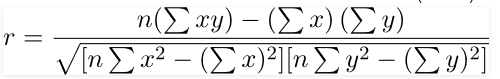 r = \frac{n(\sum xy) - (\sum x)(\sum y)}{\sqrt{[n \sum x^2 - (\sum x)^2][n \sum y^2 - (\sum y)^2]}}